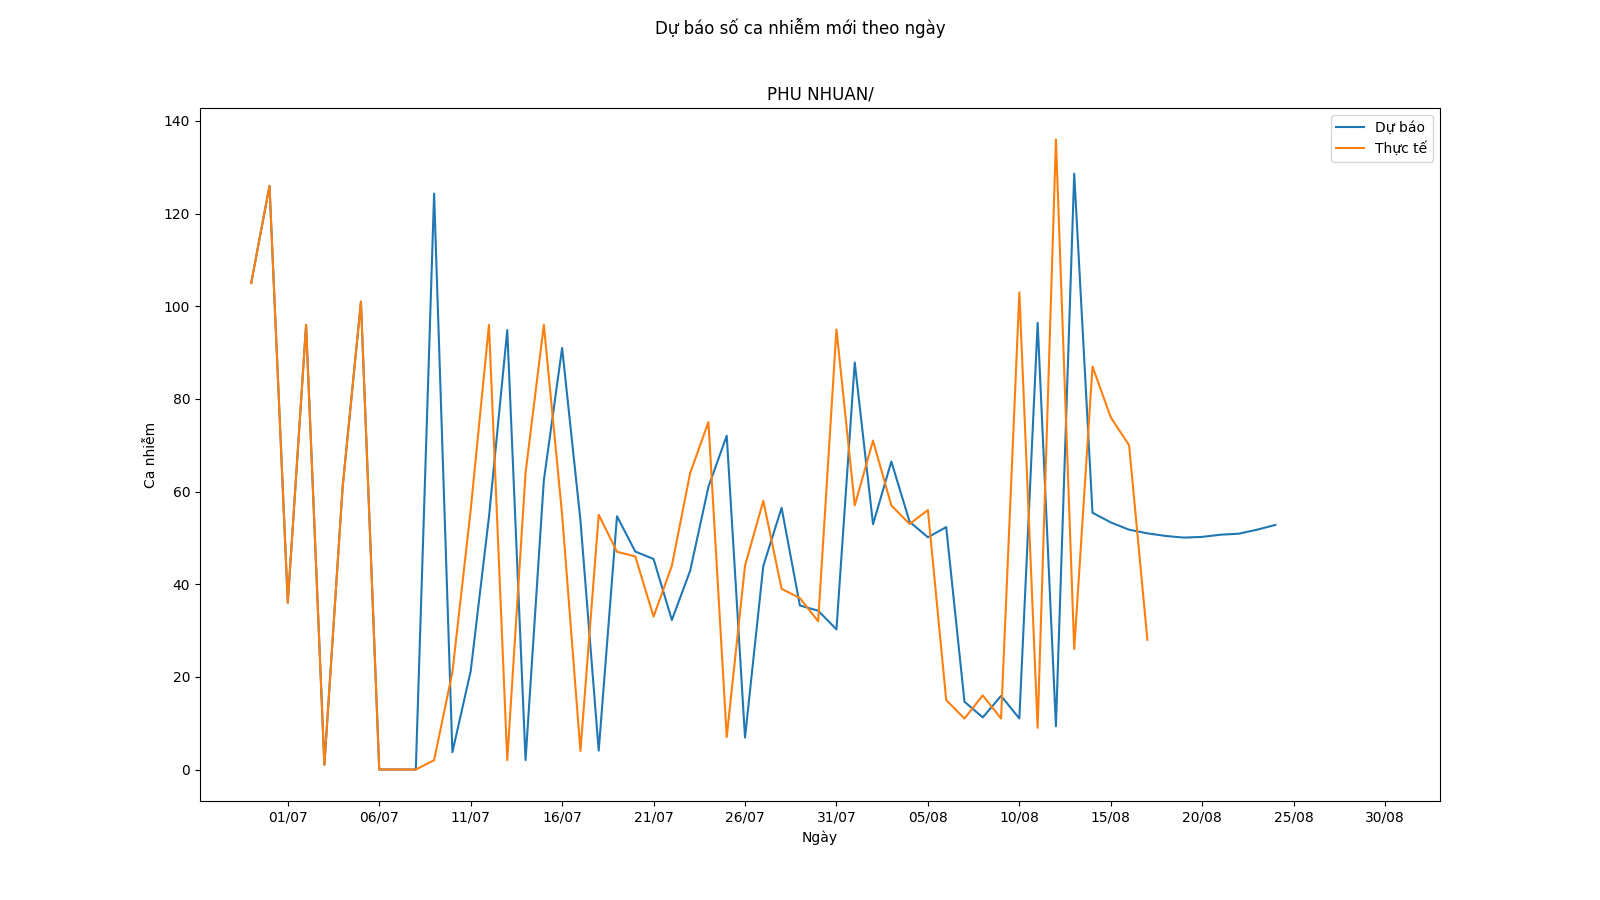 Dự báo số ca nhiễm mới theo ngày
PHU NHUAN/
Dự báo
Thực tế
140
120
100
80
60
40
20
0
Ca nhiễm
01/07 06/07 11/07 16/07 21/07 26/07 31/07 05/08 10/08 15/08 20/08 25/08 30/08
Ngày